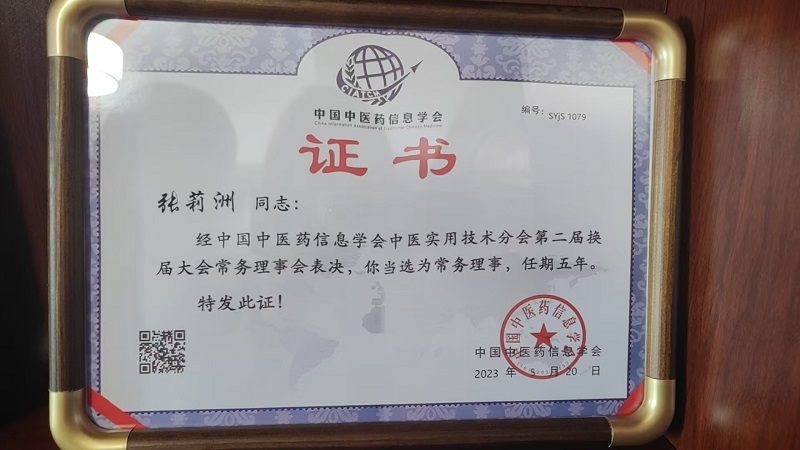 CIATCM
中国中医药信息学会
China Information Association of Traditional Chinese Medicine
编号：SYjS 1079
证书
张莉洲 同志：
经中国中医药信息学会中医实用技术分会第二届换
届大会常务理事会表决，你当选为常务理事，任期五年。
特发此证！
中国中医药信息学会
中国中医药信息学会
2023 年 5 月 20 日